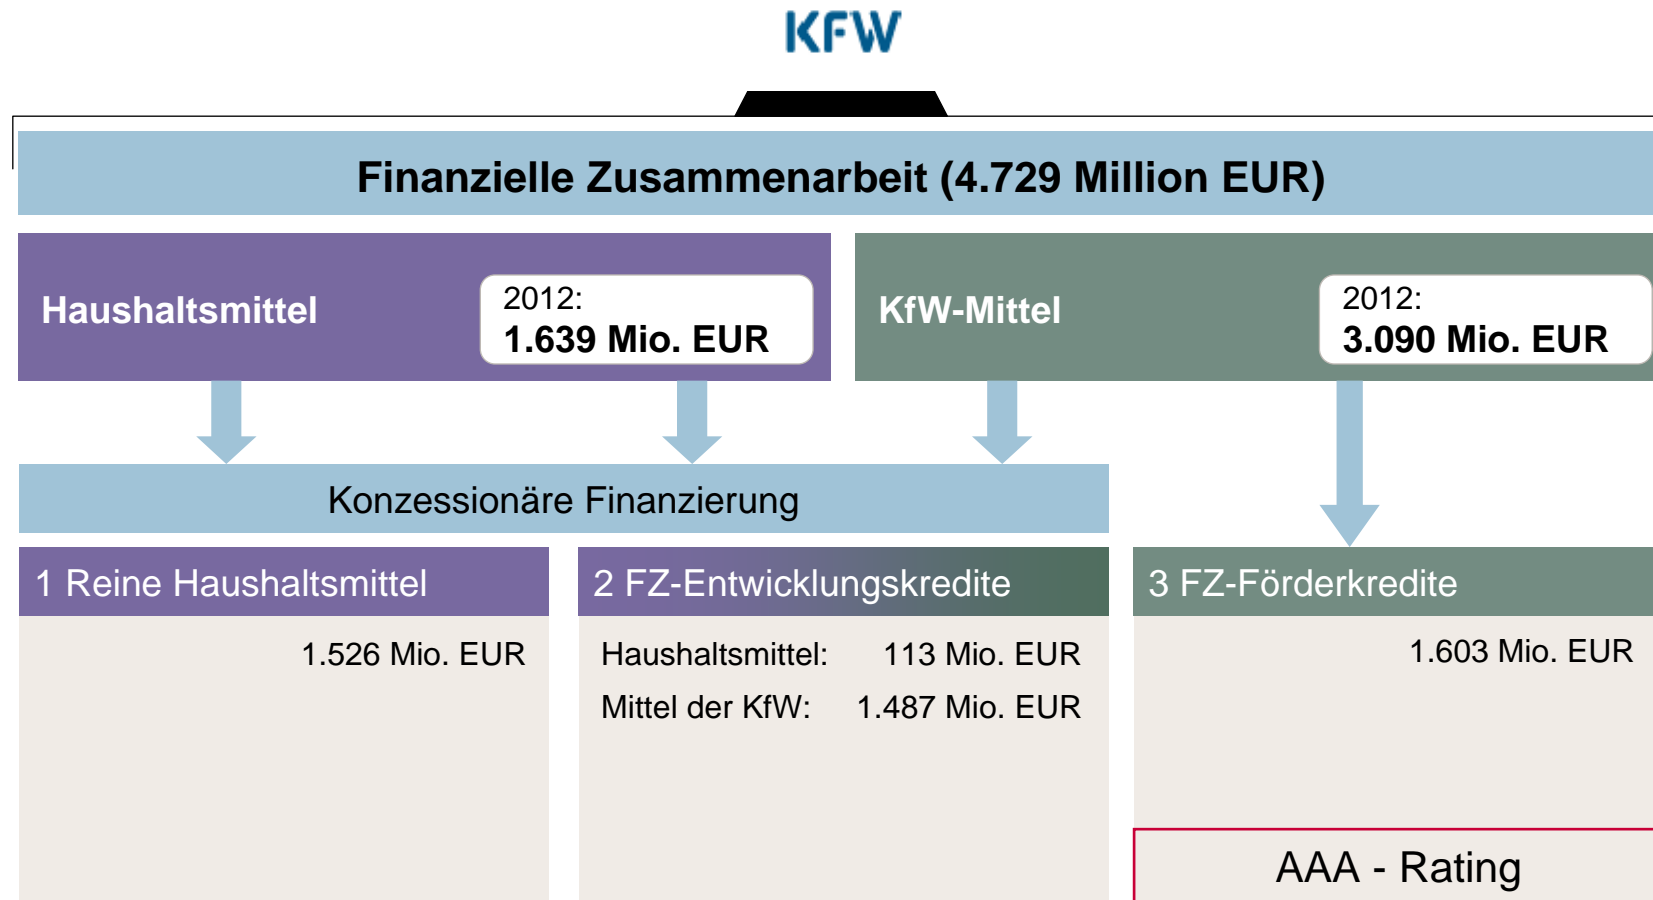 KFW
Finanzielle Zusammenarbeit (4.729 Million EUR)
Haushaltsmittel
2012:
1.639 Mio. EUR
KfW-Mittel
2012:
3.090 Mio. EUR
Konzessionäre Finanzierung
1 Reine Haushaltsmittel
1.526 Mio. EUR
2 FZ-Entwicklungskredite
Haushaltsmittel: 113 Mio. EUR
Mittel der KfW: 1.487 Mio. EUR
3 FZ-Förderkredite
1.603 Mio. EUR
AAA - Rating